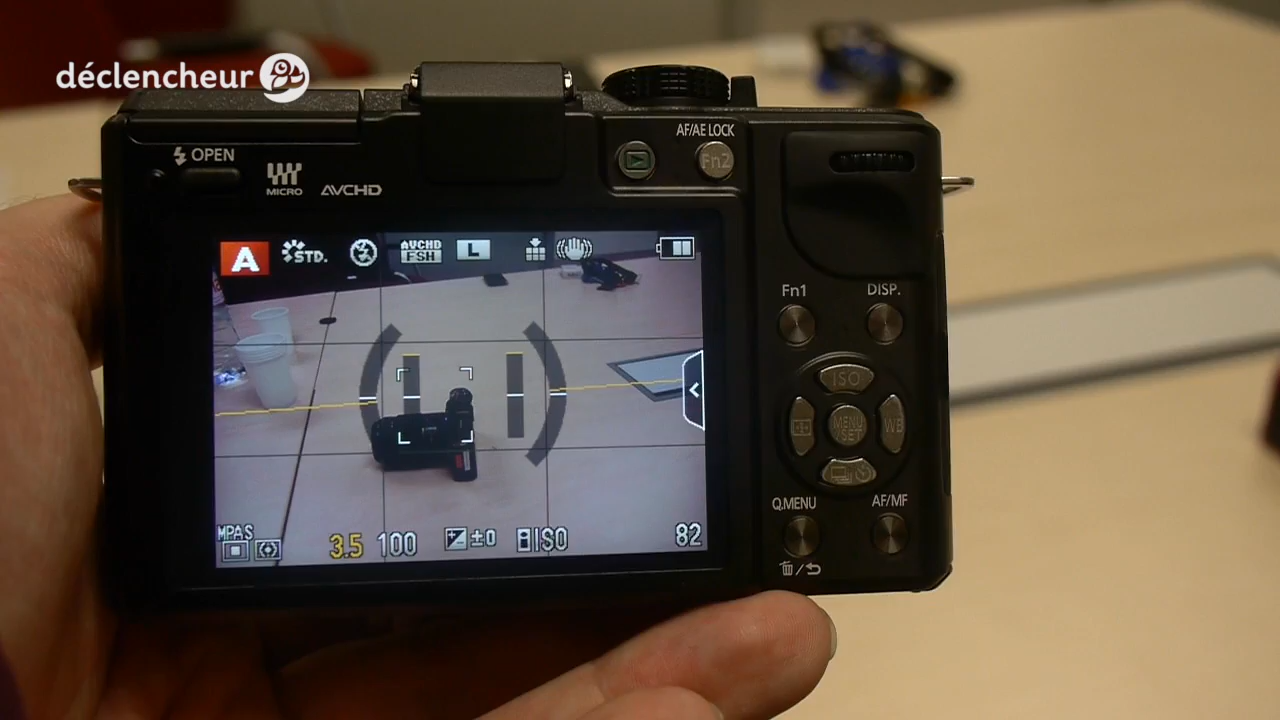 déclencheur
AF/AE LOCK
Fn2
OPEN
MICRO
AVCHD
A
STD.
AVCHD
FSH
L
Fn1
DISP.
ISO
MENU
/SET
WB
Q.MENU
AF/MF
MPAS
3.5 100 ±0 ISO 82